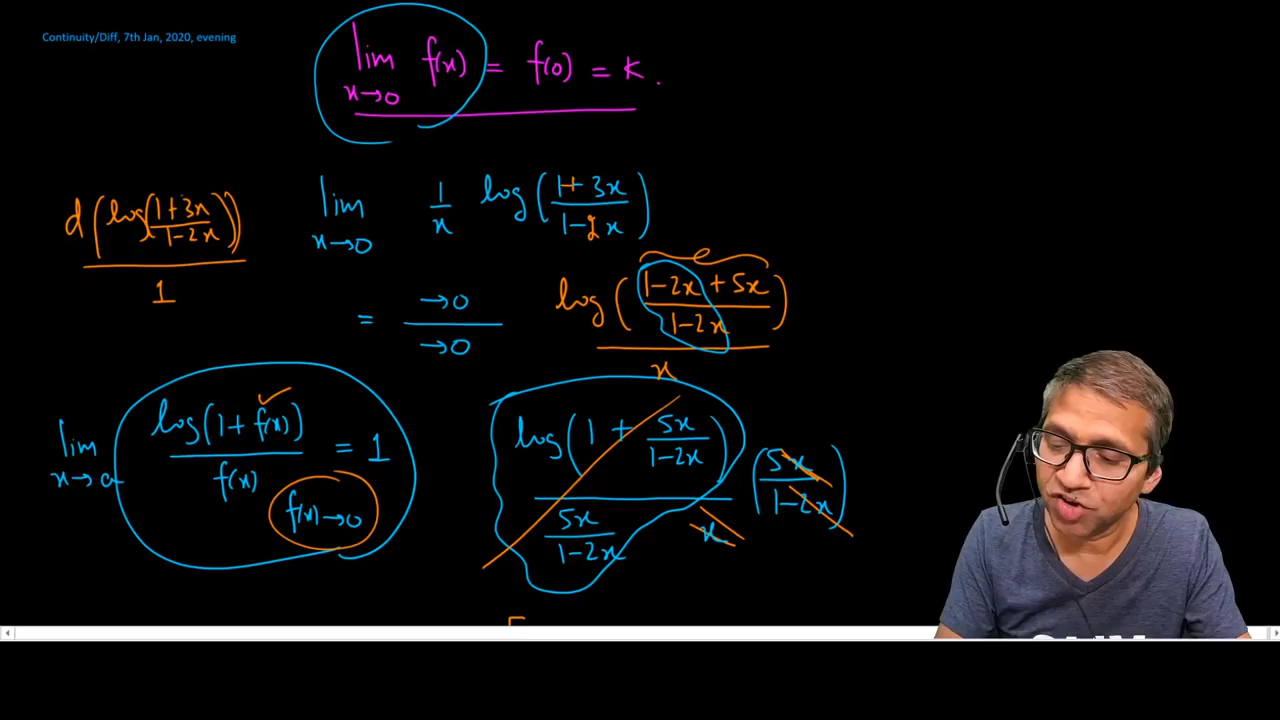 Continuity/Diff, 7th Jan, 2020, evening
lim x→0 f(x) = f(0) = K.
d(log(1+3x / 1-2x)) / 1
lim x→0 1/x log(1+3x / 1-2x)
= →0 / →0
log(1-2x + 5x / 1-2x) / x
lim x→a log(1 + f(x)) / f(x) = 1
f(x)→0
log(1 + 5x / 1-2x) / (5x / 1-2x) x (5x / 1-2x)